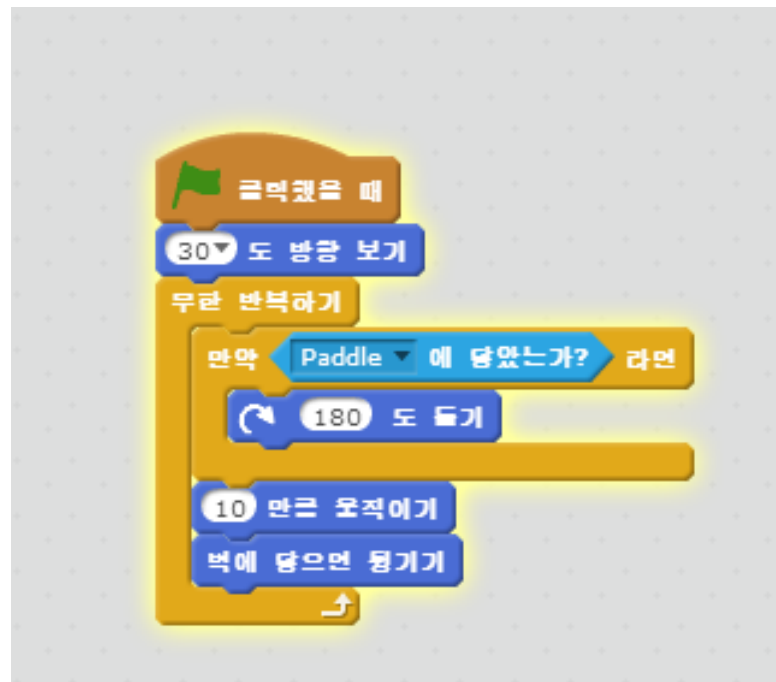 클릭했을 때
30 도 방향 보기
무한 반복하기
만약 Paddle 에 닿았는가? 라면
180 도 돌기
10 만큼 움직이기
벽에 닿으면 튕기기